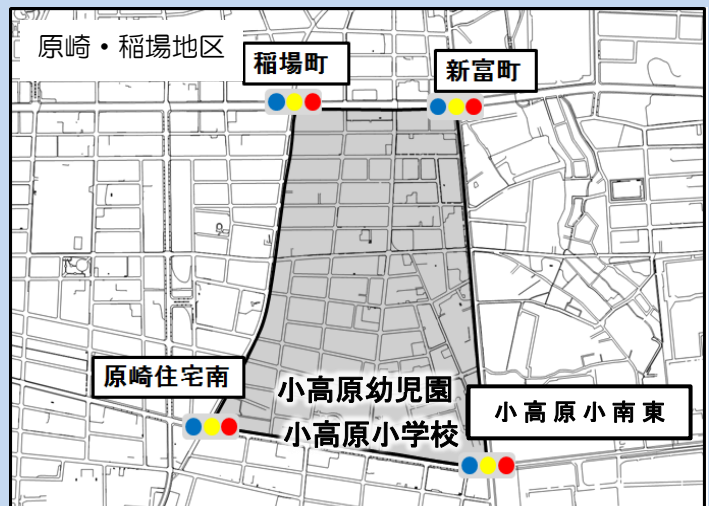 原崎・稲場地区
稲場町
新富町
原崎住宅南
小高原幼児園
小高原小学校
小高原小南東